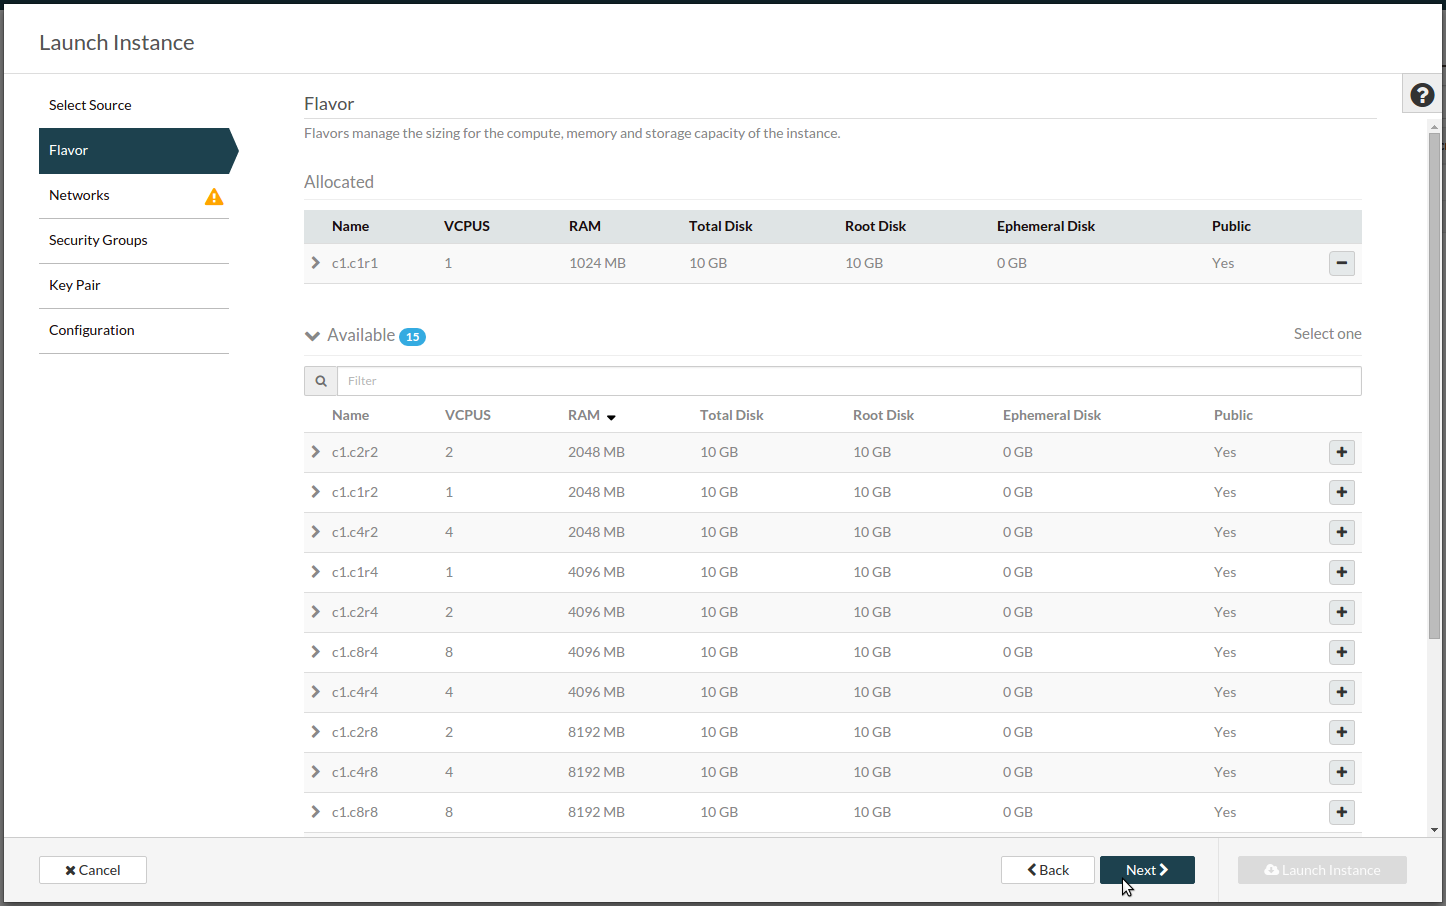 Launch Instance
Select Source
Flavor
Networks
Security Groups
Key Pair
Configuration
Flavor
Flavors manage the sizing for the compute, memory and storage capacity of the instance.
Allocated
Name VCPUS RAM Total Disk Root Disk Ephemeral Disk Public
c1.c1r1 1 1024 MB 10 GB 10 GB 0 GB Yes
Available 15 Select one
Filter
Name VCPUS RAM Total Disk Root Disk Ephemeral Disk Public
c1.c2r2 2 2048 MB 10 GB 10 GB 0 GB Yes
c1.c1r2 1 2048 MB 10 GB 10 GB 0 GB Yes
c1.c4r2 4 2048 MB 10 GB 10 GB 0 GB Yes
c1.c1r4 1 4096 MB 10 GB 10 GB 0 GB Yes
c1.c2r4 2 4096 MB 10 GB 10 GB 0 GB Yes
c1.c8r4 8 4096 MB 10 GB 10 GB 0 GB Yes
c1.c4r4 4 4096 MB 10 GB 10 GB 0 GB Yes
c1.c2r8 2 8192 MB 10 GB 10 GB 0 GB Yes
c1.c4r8 4 8192 MB 10 GB 10 GB 0 GB Yes
c1.c8r8 8 8192 MB 10 GB 10 GB 0 GB Yes
Cancel Back Next Launch Instance